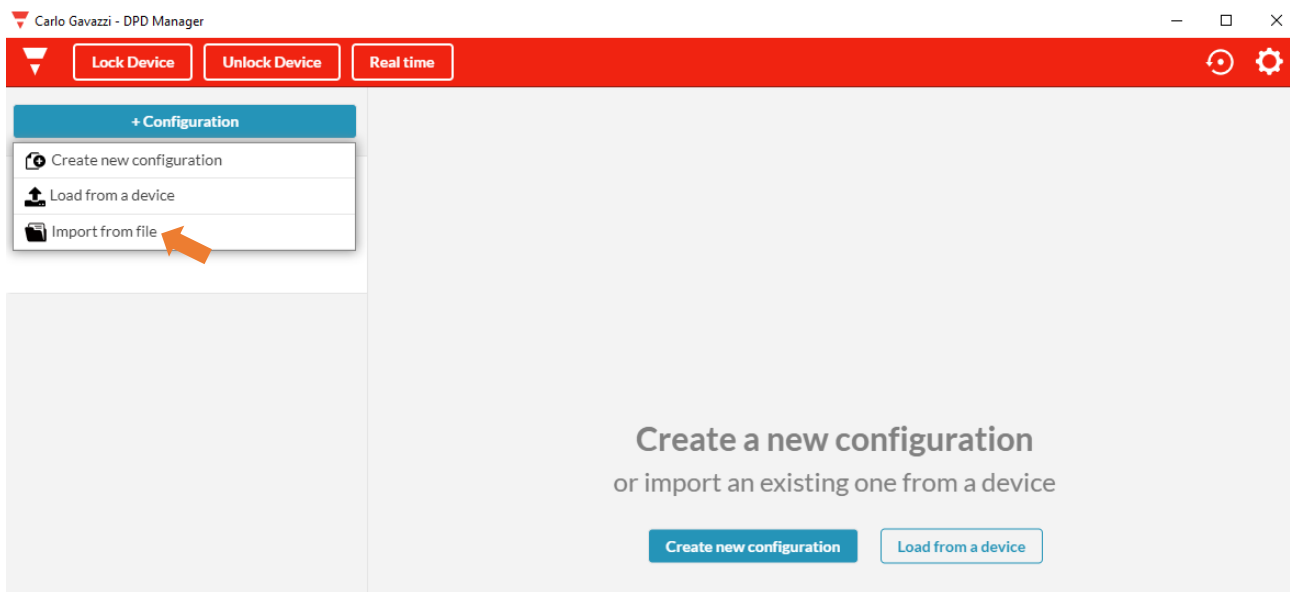 Carlo Gavazzi - DPD Manager
Lock Device
Unlock Device
Real time
+ Configuration
Create new configuration
Load from a device
Import from file
Create a new configuration
or import an existing one from a device
Create new configuration
Load from a device